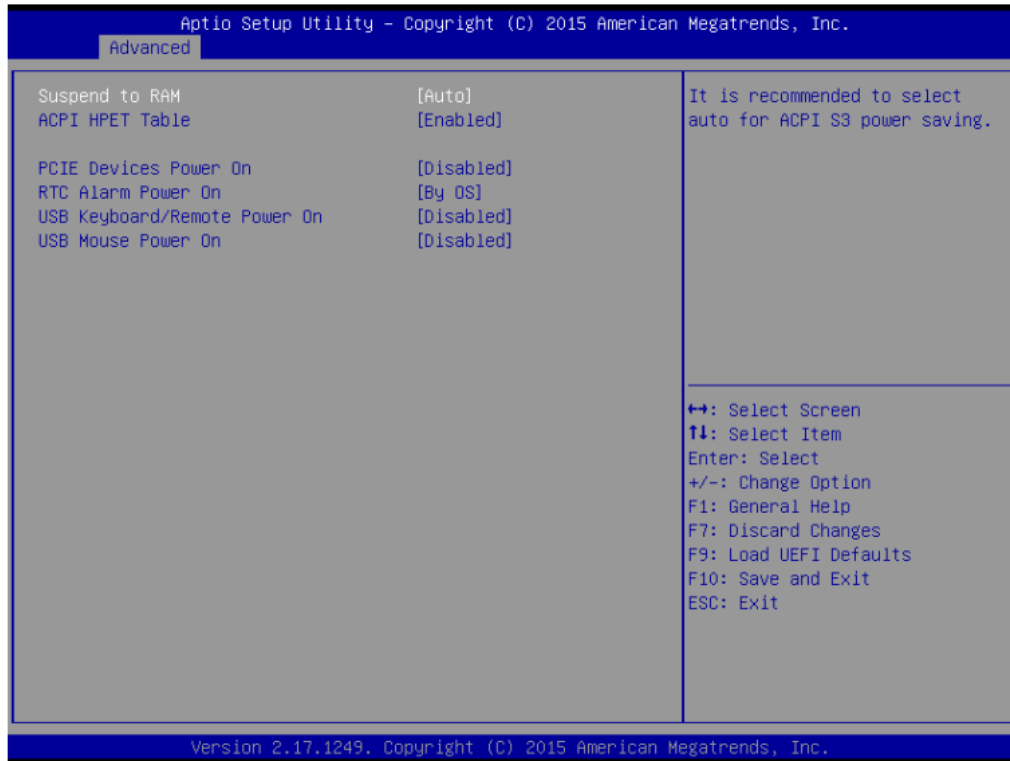 Aptio Setup Utility – Copyright (C) 2015 American Megatrends, Inc.
Advanced
Suspend to RAM [Auto]
ACPI HPET Table [Enabled]
PCIE Devices Power On [Disabled]
RTC Alarm Power On [By OS]
USB Keyboard/Remote Power On [Disabled]
USB Mouse Power On [Disabled]
It is recommended to select
auto for ACPI S3 power saving.
↔: Select Screen
↑↓: Select Item
Enter: Select
+/-: Change Option
F1: General Help
F7: Discard Changes
F9: Load UEFI Defaults
F10: Save and Exit
ESC: Exit
Version 2.17.1249. Copyright (C) 2015 American Megatrends, Inc.